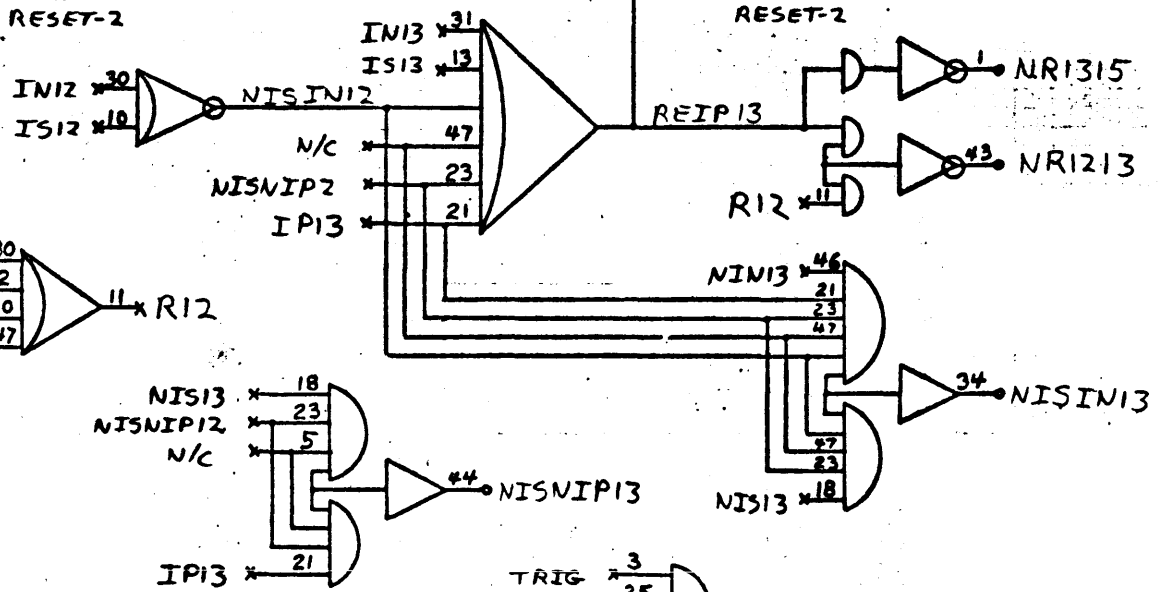 RESET-2
RESET-2
IN13 31
IS13 13
1 NR1315
IN12 30
IS12 10
NISIN12
REIP13
N/C 47
NISNIP2 23
IP13 21
43 NR1213
R12 11
30
2
0
47
11 R12
NIN13 46
21
23
47
34 NISIN13
47
23
NIS13 18
NIS13 18
NISNIP12 23
N/C 5
44 NISNIP13
IP13 21
TRIG 3
25